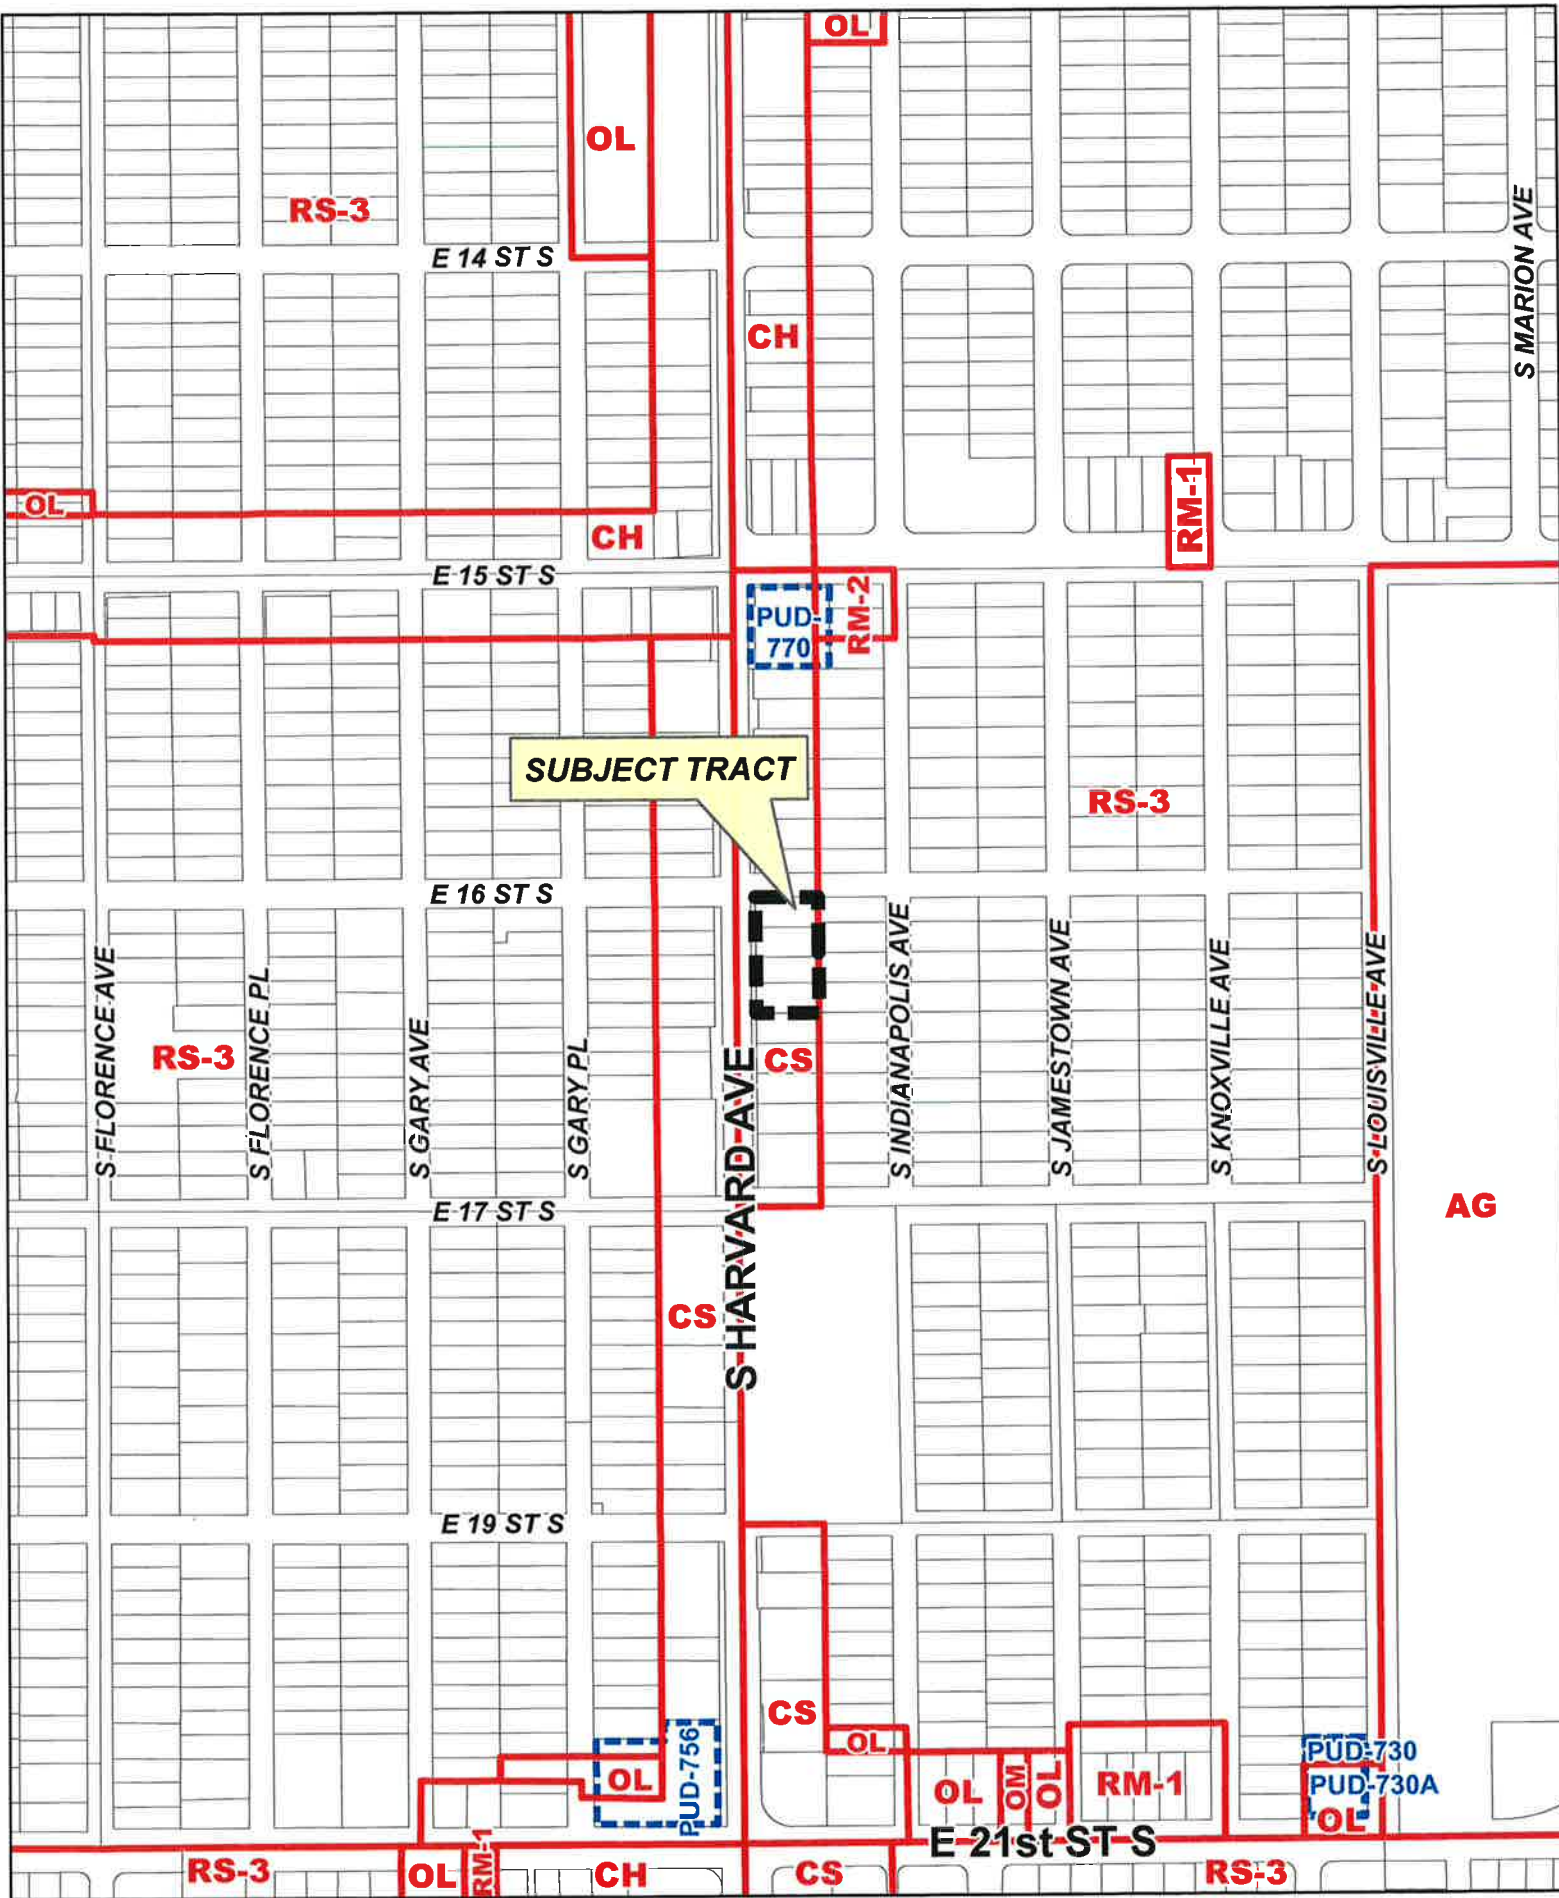 OL
OL
RS-3
E 14 ST S
S MARION AVE
CH
RM-1
OL
CH
E 15 ST S
RM-2
PUD-
770
SUBJECT TRACT
RS-3
E 16 ST S
S FLORENCE AVE
S FLORENCE PL
S GARY AVE
S GARY PL
S HARVARD AVE
S INDIANAPOLIS AVE
S JAMESTOWN AVE
S KNOXVILLE AVE
S LOUISVILLE AVE
RS-3
CS
E 17 ST S
AG
CS
E 19 ST S
CS
OL
PUD-756
OL
OL
OM
OL
RM-1
PUD-730
PUD-730A
OL
E 21st ST S
RS-3
OL
RM-1
CH
CS
RS-3